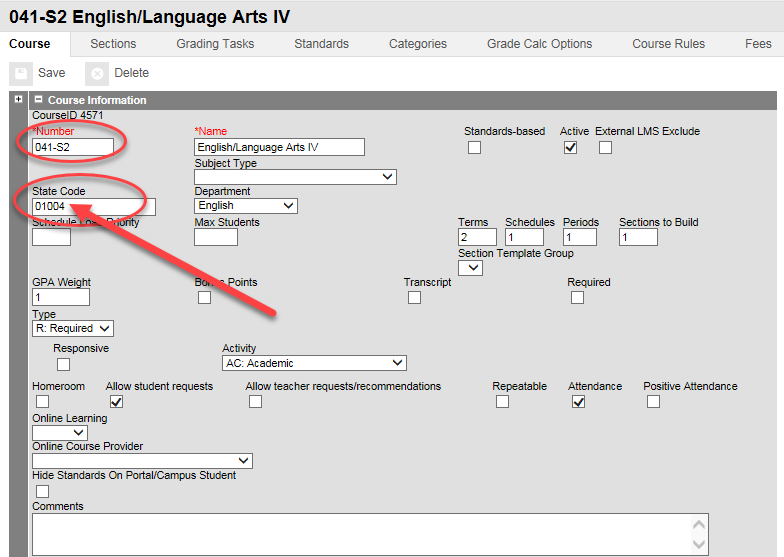 041-S2 English/Language Arts IV
Course Sections Grading Tasks Standards Categories Grade Calc Options Course Rules Fees
Save Delete
Course Information
CourseID 4571
*Number *Name Standards-based Active External LMS Exclude
041-S2 English/Language Arts IV
Subject Type
State Code Department
01004 English
Schedule Load Priority Max Students Terms Schedules Periods Sections to Build
2 1 1 1
Section Template Group
GPA Weight Bonus Points Transcript Required
1
Type
R: Required
Responsive Activity
AC: Academic
Homeroom Allow student requests Allow teacher requests/recommendations Repeatable Attendance Positive Attendance
Online Learning
Online Course Provider
Hide Standards On Portal/Campus Student
Comments